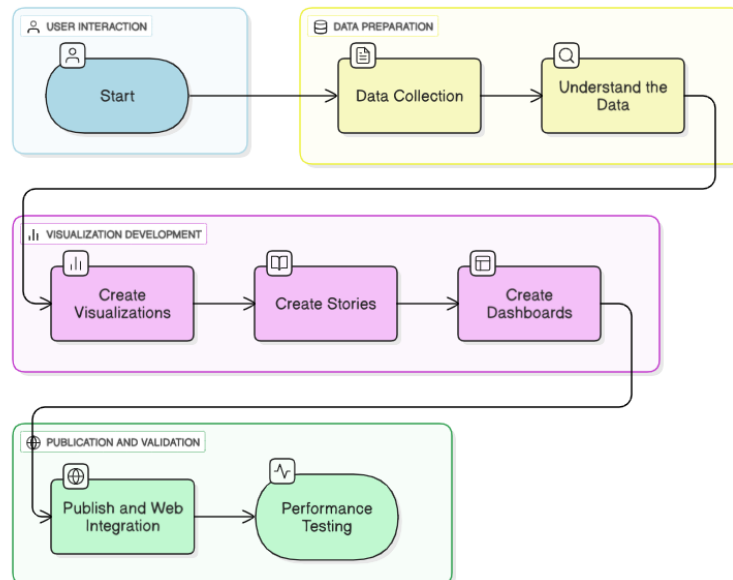 USER INTERACTION
DATA PREPARATION
Start
Data Collection
Understand the
Data
VISUALIZATION DEVELOPMENT
Create
Visualizations
Create Stories
Create
Dashboards
PUBLICATION AND VALIDATION
Publish and Web
Integration
Performance
Testing